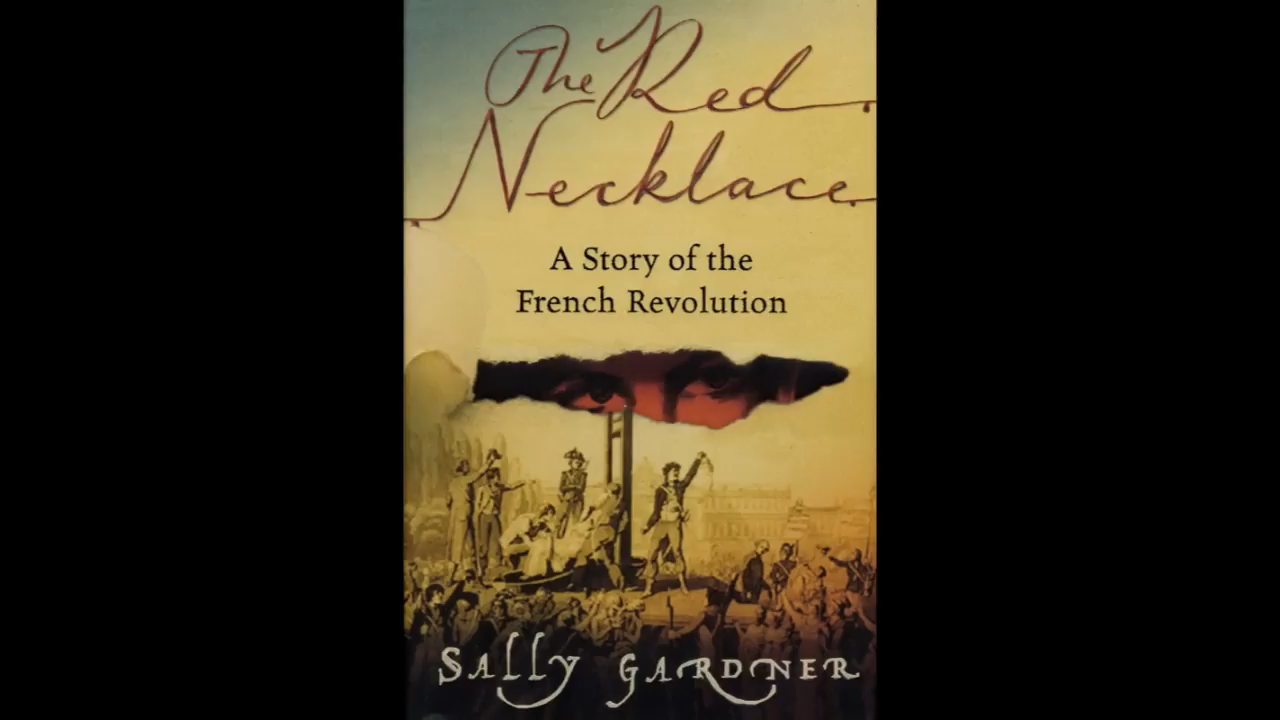 The Red
Necklace
A Story of the
French Revolution
SALLY GARDNER